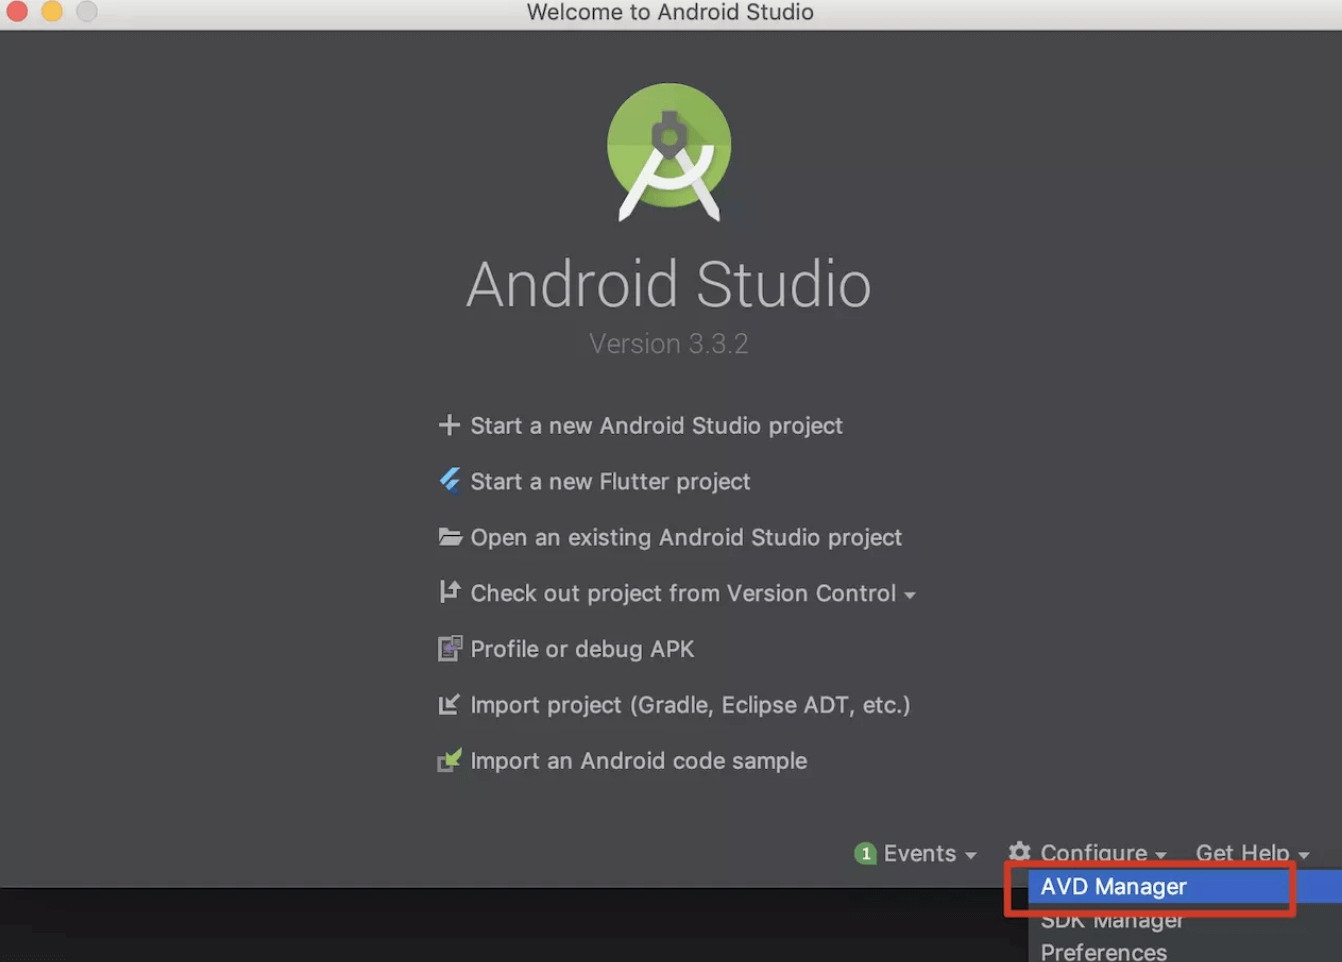 Welcome to Android Studio
Android Studio
Version 3.3.2
Start a new Android Studio project
Start a new Flutter project
Open an existing Android Studio project
Check out project from Version Control
Profile or debug APK
Import project (Gradle, Eclipse ADT, etc.)
Import an Android code sample
1 Events Configure Get Help
AVD Manager
SDK Manager
Preferences